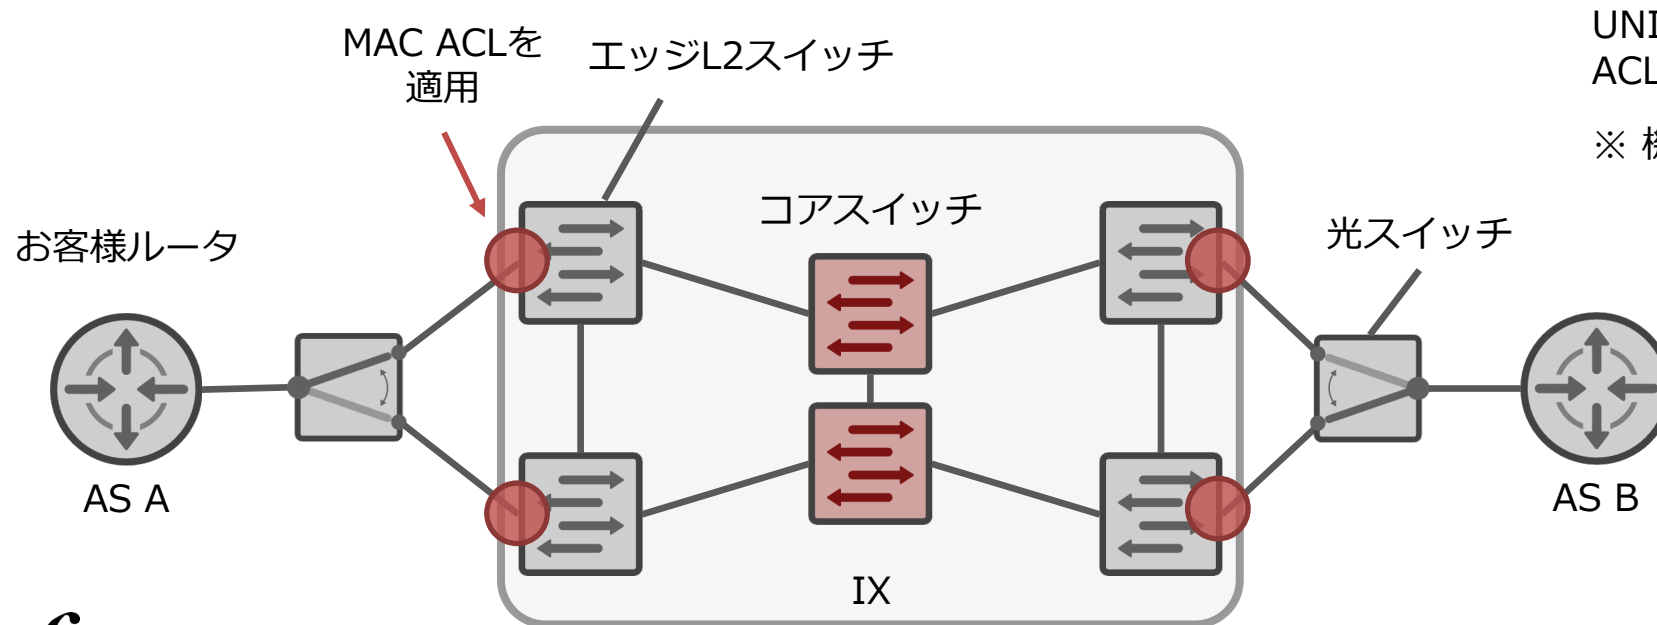 MAC ACLを
適用
エッジL2スイッチ
ACL
※
コアスイッチ
光スイッチ
お客様ルータ
AS A
AS B
IX